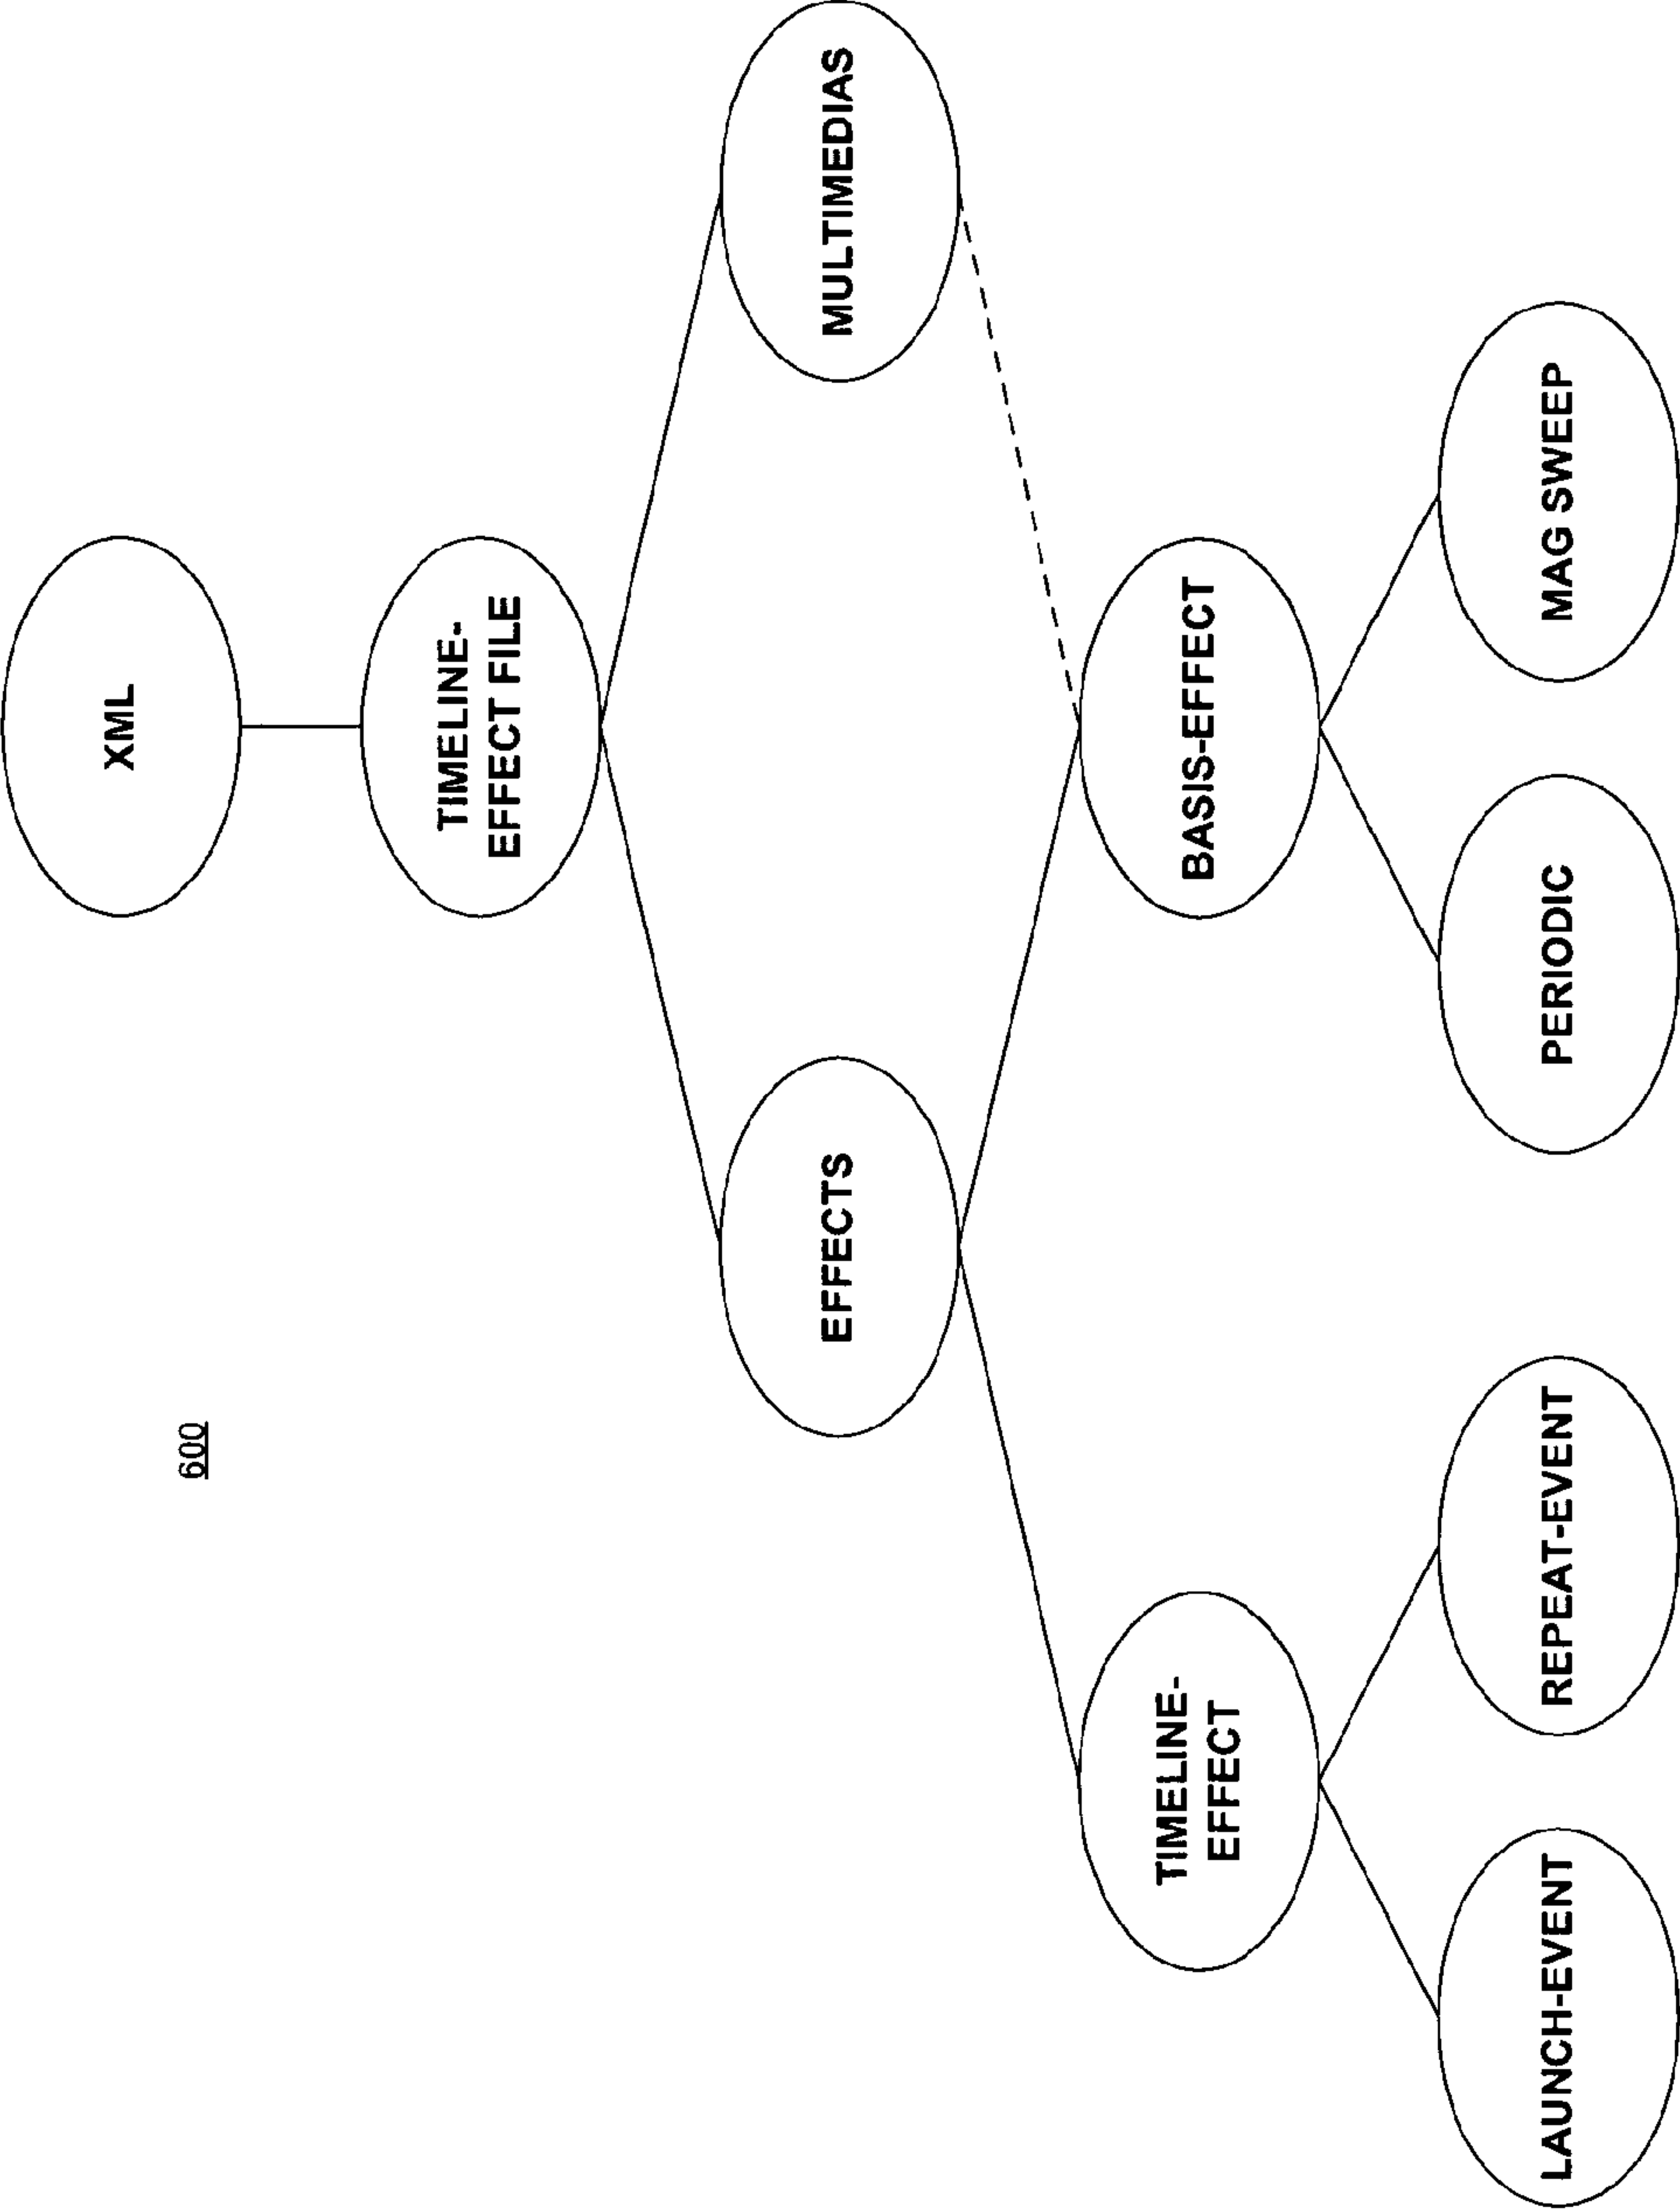 600
XML
TIMELINE-
EFFECT FILE
EFFECTS
MULTIMEDIAS
TIMELINE-
EFFECT
BASIS-EFFECT
LAUNCH-EVENT
REPEAT-EVENT
PERIODIC
MAG SWEEP